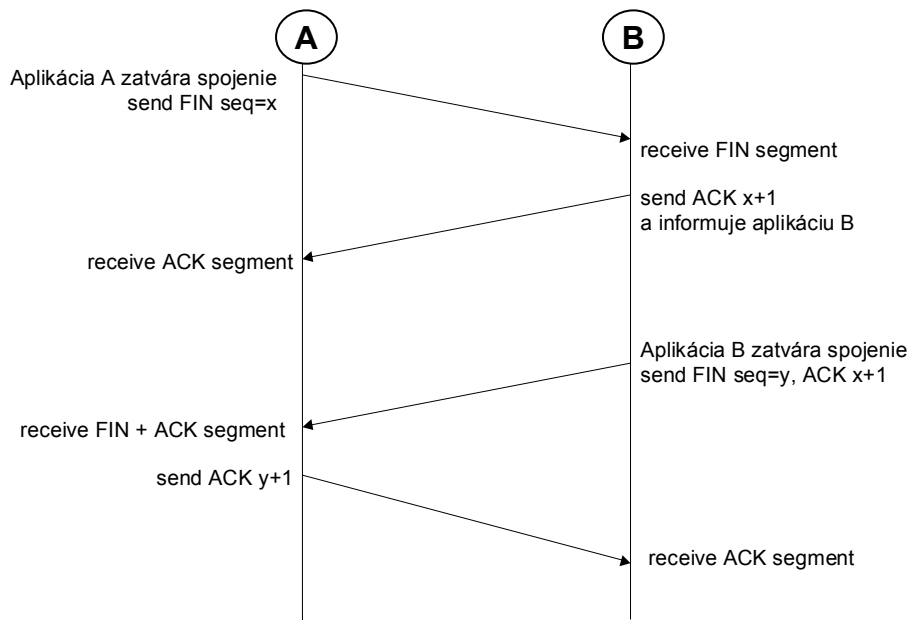 A
B
Aplikácia A zatvára spojenie
send FIN seq=x
receive FIN segment
send ACK x+1
a informuje aplikáciu B
receive ACK segment
Aplikácia B zatvára spojenie
send FIN seq=y, ACK x+1
receive FIN + ACK segment
send ACK y+1
receive ACK segment